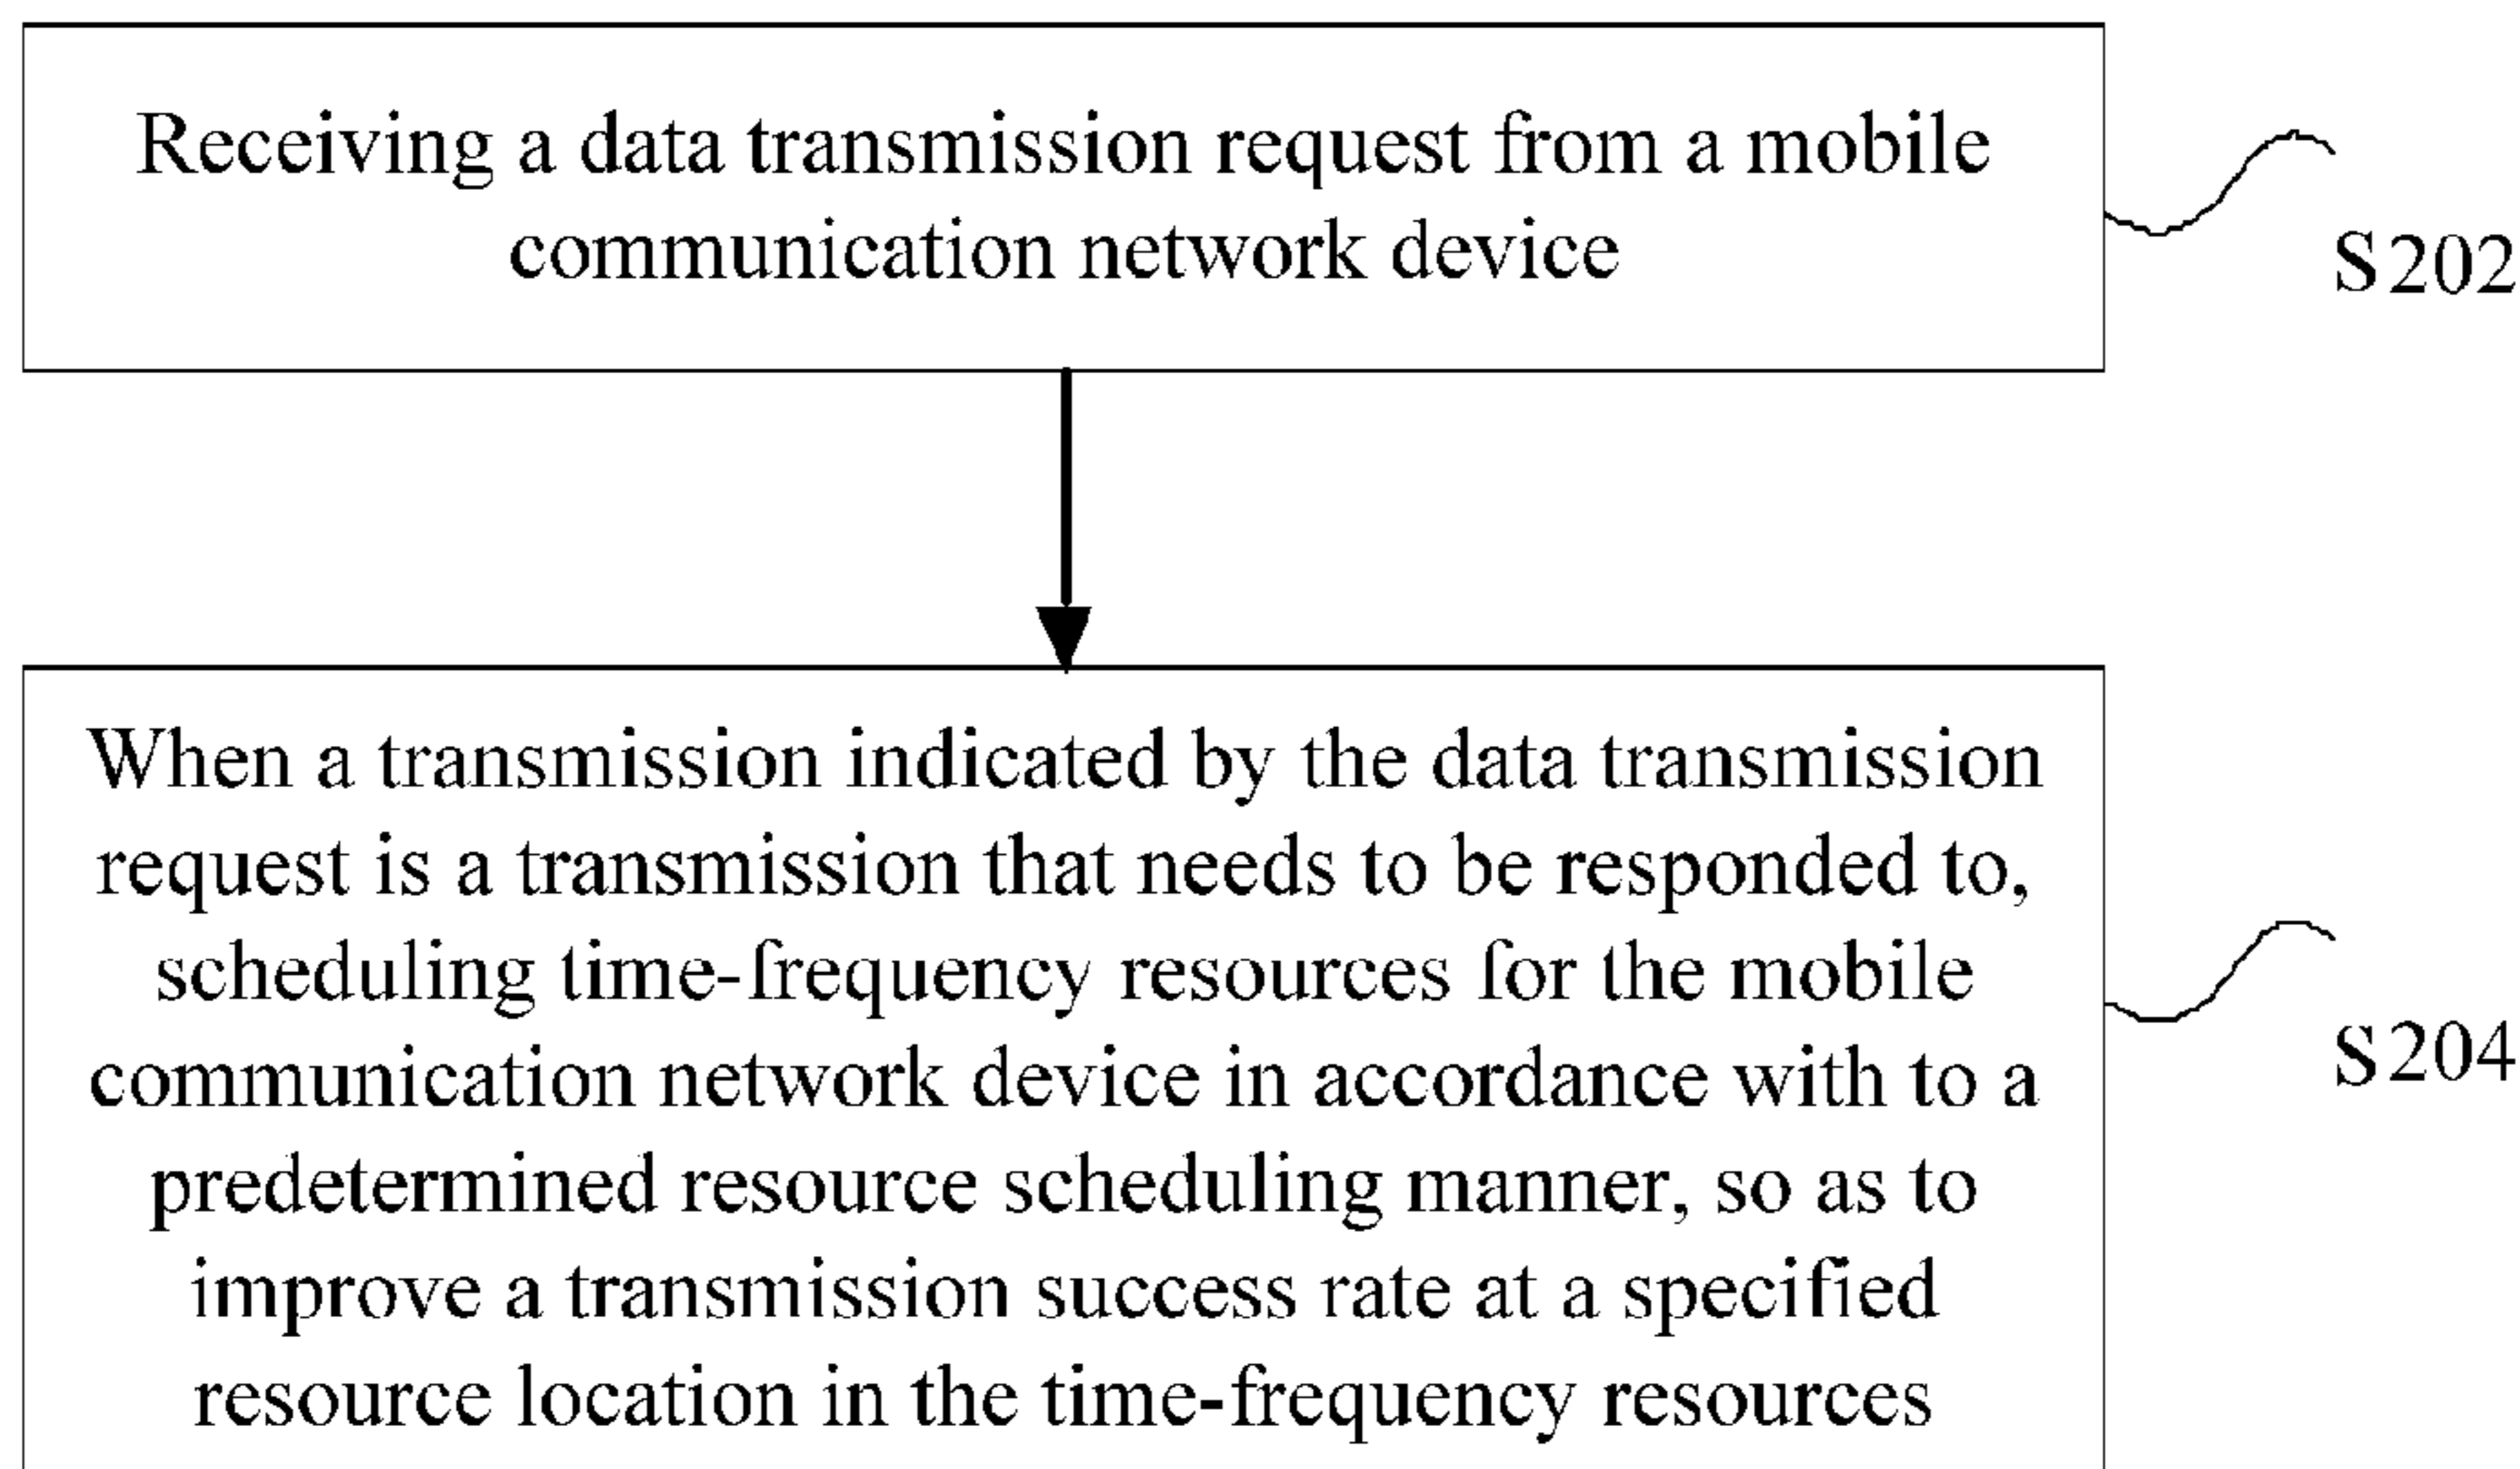 Receiving a data transmission request from a mobile
communication network device
S202
When a transmission indicated by the data transmission
request is a transmission that needs to be responded to,
scheduling time-frequency resources for the mobile
communication network device in accordance with to a
predetermined resource scheduling manner, so as to
improve a transmission success rate at a specified
resource location in the time-frequency resources
S204